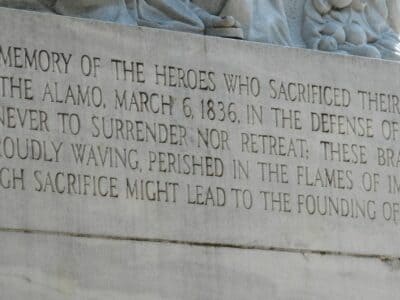 MEMORY OF THE HEROES WHO SACRIFICED THEIR
THE ALAMO, MARCH 6, 1836, IN THE DEFENSE OF
NEVER TO SURRENDER NOR RETREAT; THESE BRA
ROUDLY WAVING, PERISHED IN THE FLAMES OF IM
GH SACRIFICE MIGHT LEAD TO THE FOUNDING OF